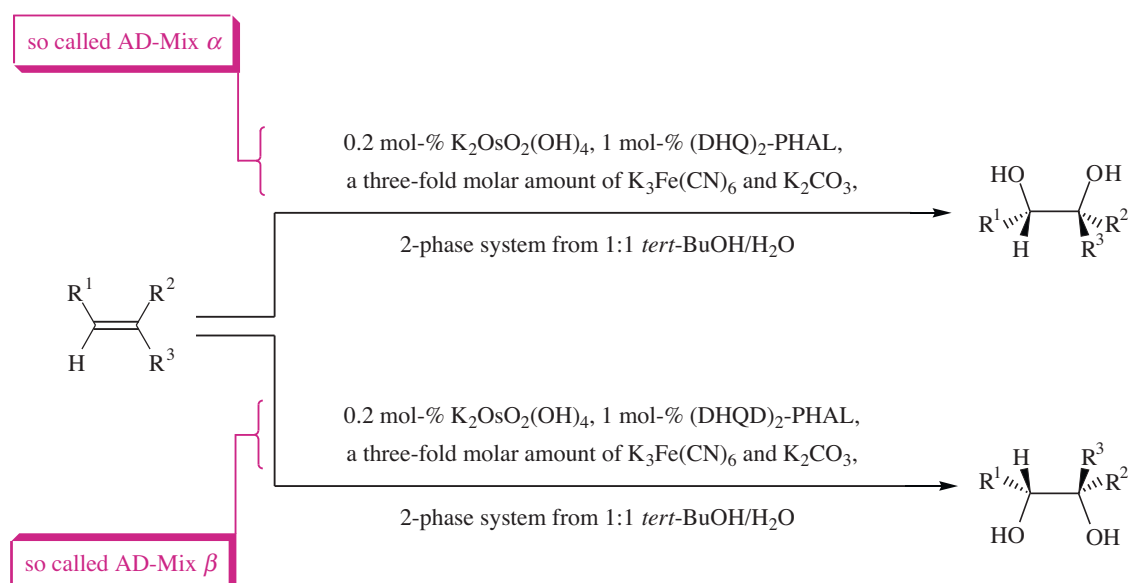 so called AD-Mix α
0.2 mol-% K₂OsO₂(OH)₄, 1 mol-% (DHQ)₂-PHAL,
a three-fold molar amount of K₃Fe(CN)₆ and K₂CO₃,
2-phase system from 1:1 tert-BuOH/H₂O
HO OH
R¹ R²
H R³
R¹ R²
H R³
0.2 mol-% K₂OsO₂(OH)₄, 1 mol-% (DHQD)₂-PHAL,
a three-fold molar amount of K₃Fe(CN)₆ and K₂CO₃,
2-phase system from 1:1 tert-BuOH/H₂O
H R³
R¹ R²
HO OH
so called AD-Mix β